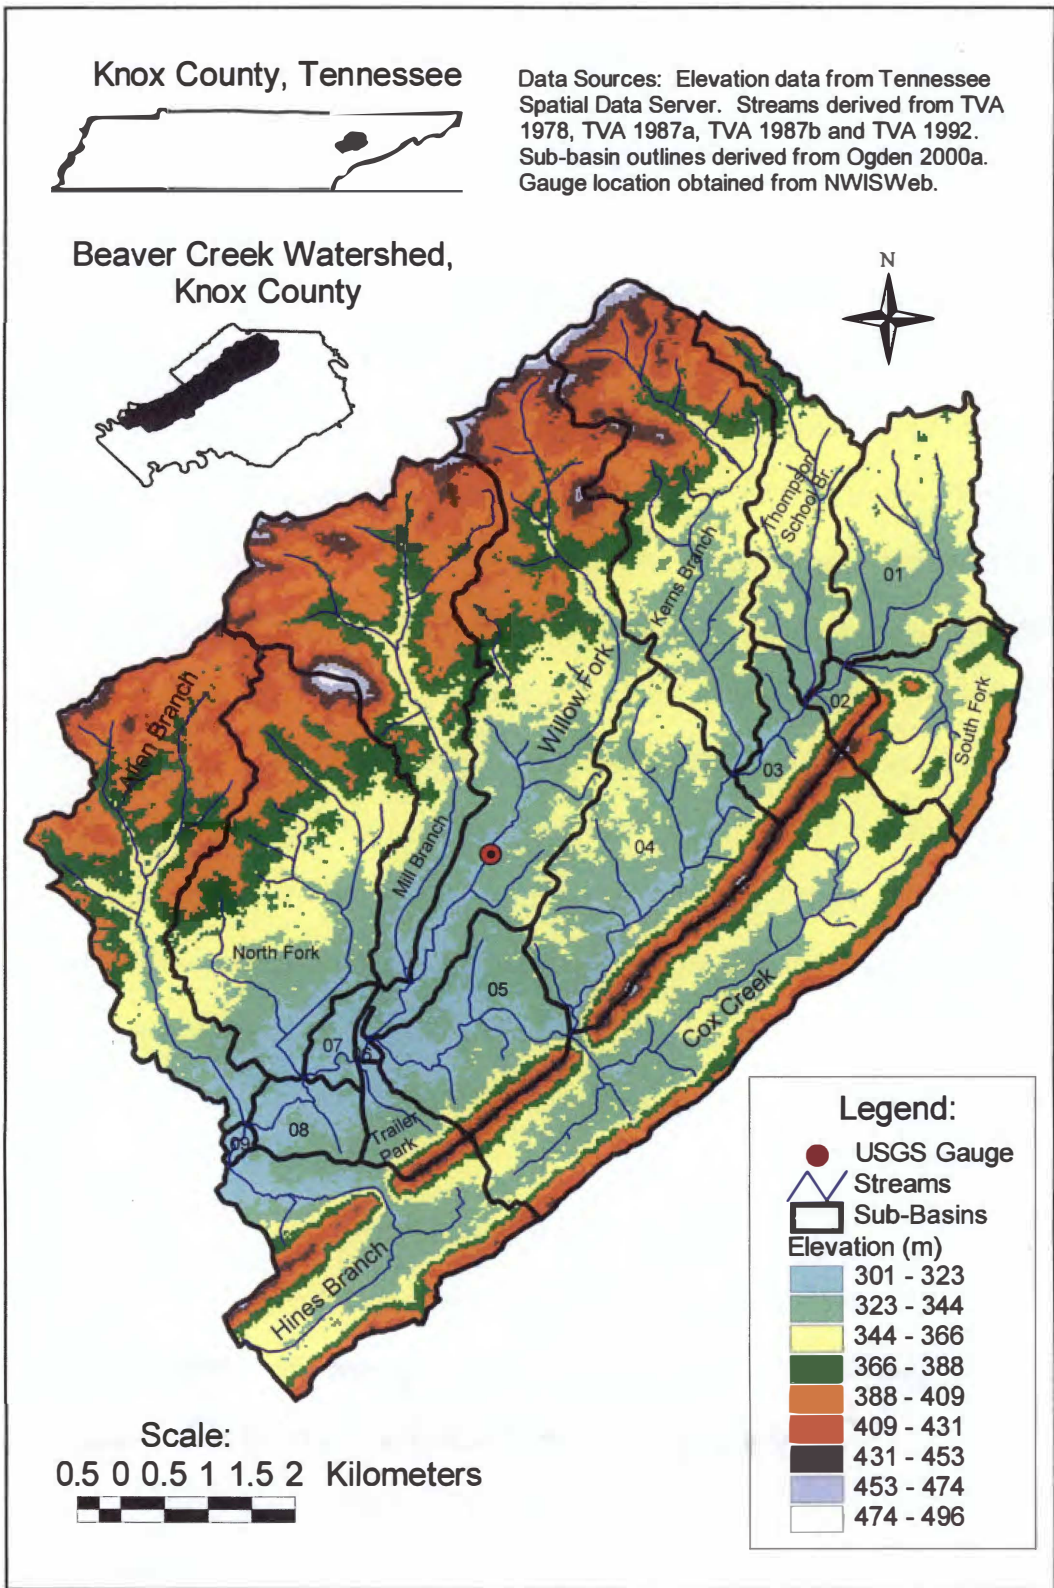 Knox County, Tennessee
Data Sources: Elevation data from Tennessee
Spatial Data Server. Streams derived from TVA
1978, TVA 1987a, TVA 1987b and TVA 1992.
Sub-basin outlines derived from Ogden 2000a.
Gauge location obtained from NWISWeb.
Beaver Creek Watershed,
Knox County
N
Thompson
School Br.
01
Kerns Branch
Willow Fork
Allen Branch
02
South Fork
03
04
Mill Branch
North Fork
05
Cox Creek
07
08
09
Trailer
Park
Hines Branch
Legend:
USGS Gauge
Streams
Sub-Basins
Elevation (m)
301 - 323
323 - 344
344 - 366
366 - 388
388 - 409
409 - 431
431 - 453
453 - 474
474 - 496
Scale:
0.5 0 0.5 1 1.5 2 Kilometers